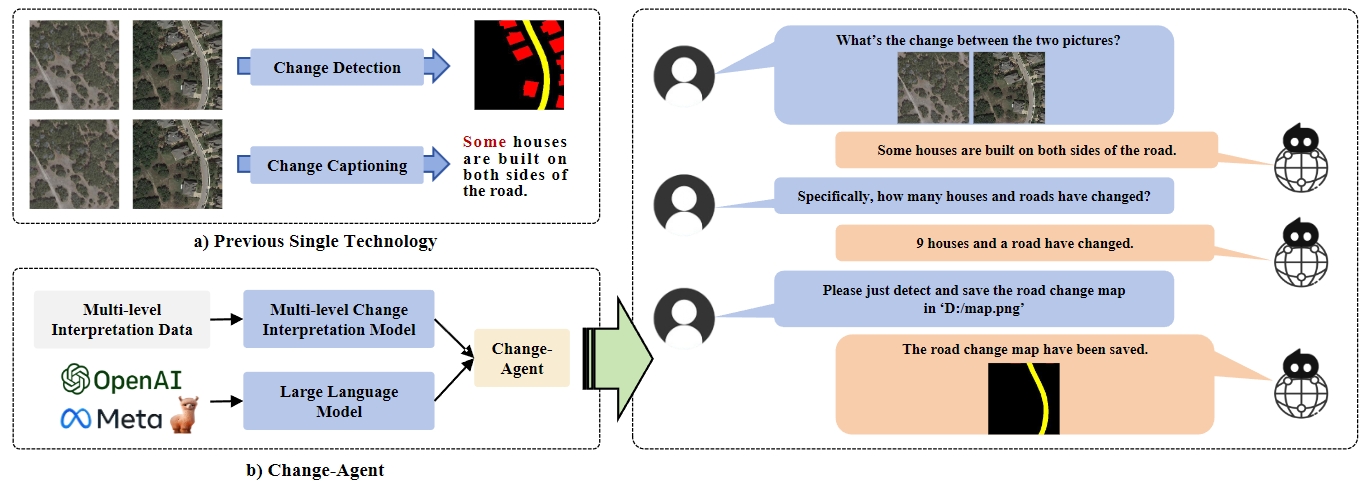 Change Detection
Change Captioning
Some houses
are built on
both sides of
the road.
a) Previous Single Technology
Multi-level
Interpretation Data
Multi-level Change
Interpretation Model
OpenAI
Meta
Large Language
Model
Change-
Agent
b) Change-Agent
What's the change between the two pictures?
Some houses are built on both sides of the road.
Specifically, how many houses and roads have changed?
9 houses and a road have changed.
Please just detect and save the road change map
in ‘D:/map.png’
The road change map have been saved.